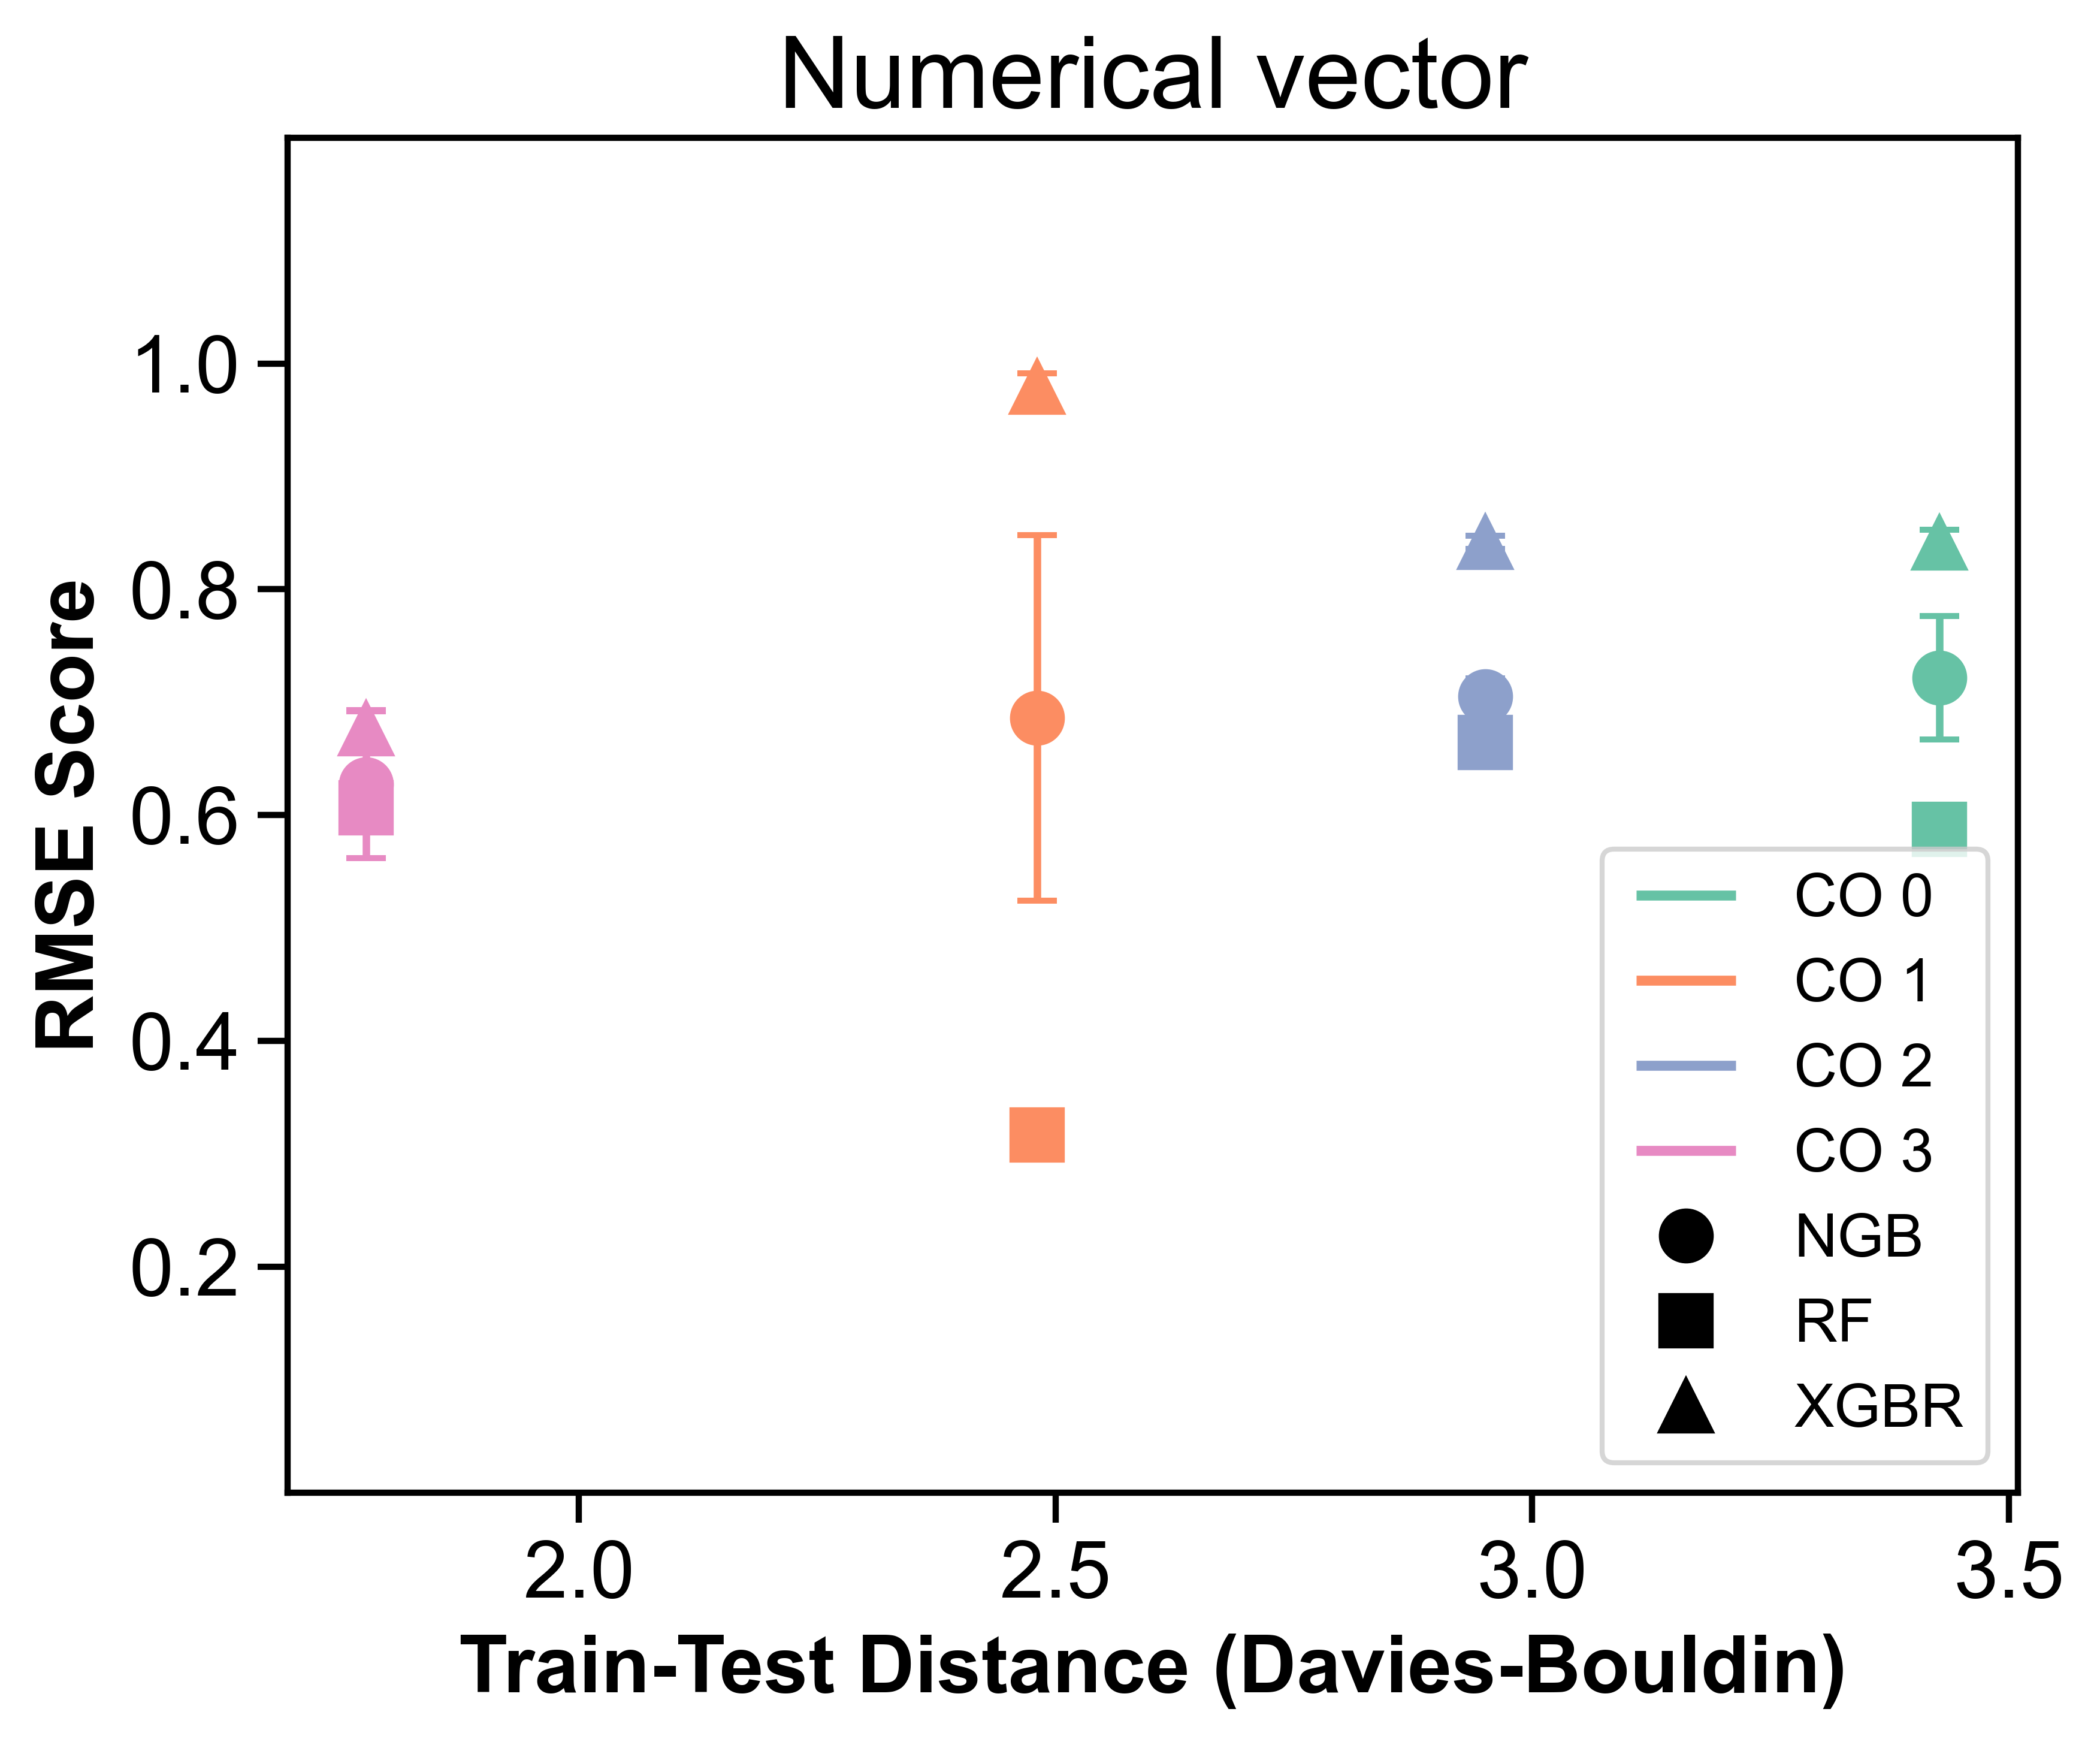 Numerical vector
RMSE Score
1.0
0.8
0.6
0.4
0.2
CO 0
CO 1
CO 2
CO 3
NGB
RF
XGBR
2.0 2.5 3.0 3.5
Train-Test Distance (Davies-Bouldin)